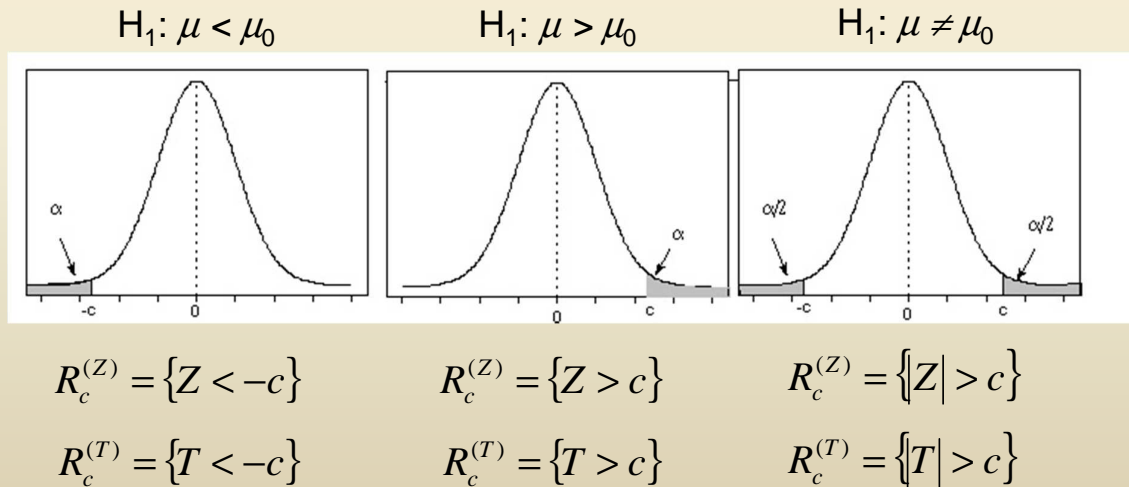 H₁: μ < μ₀ H₁: μ > μ₀ H₁: μ ≠ μ₀
α α α/2 α/2
-c 0 0 c -c 0 c
R_c^(Z) = {Z < -c} R_c^(Z) = {Z > c} R_c^(Z) = {|Z| > c}
R_c^(T) = {T < -c} R_c^(T) = {T > c} R_c^(T) = {|T| > c}